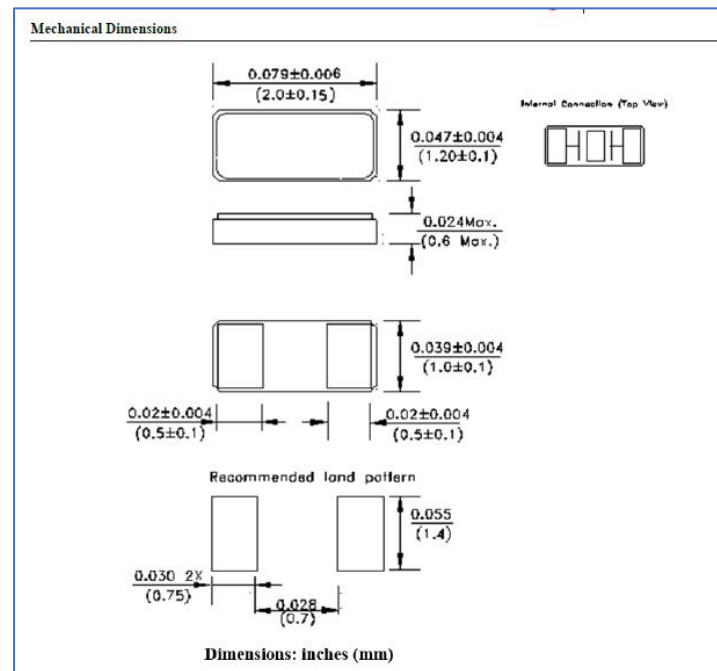 Mechanical Dimensions
0.079±0.006
(2.0±0.15)
Internal Connection (Top View)
0.047±0.004
(1.20±0.1)
0.024Max.
(0.6 Max.)
0.039±0.004
(1.0±0.1)
0.02±0.004
(0.5±0.1)
0.02±0.004
(0.5±0.1)
Recommended land pattern
0.055
(1.4)
0.030 2X
(0.75)
0.028
(0.7)
Dimensions: inches (mm)